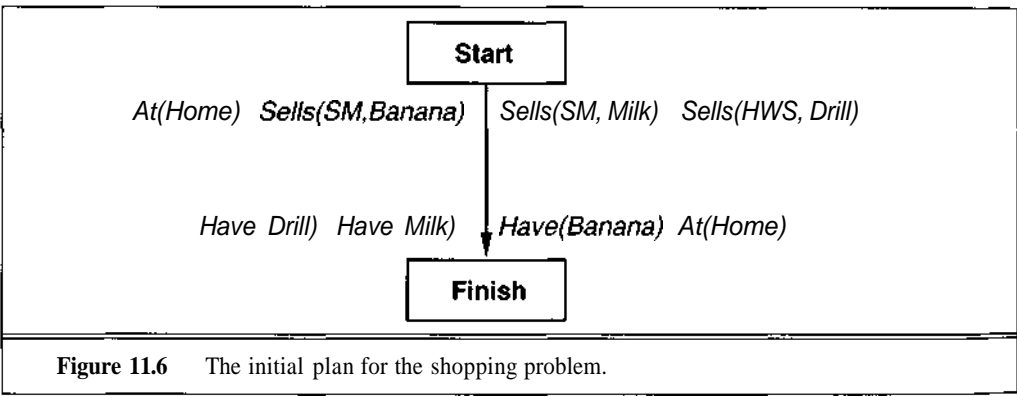 Start
At(Home) Sells(SM,Banana) Sells(SM, Milk) Sells(HWS, Drill)
Have Drill) Have Milk) Have(Banana) At(Home)
Finish
Figure 11.6 The initial plan for the shopping problem.